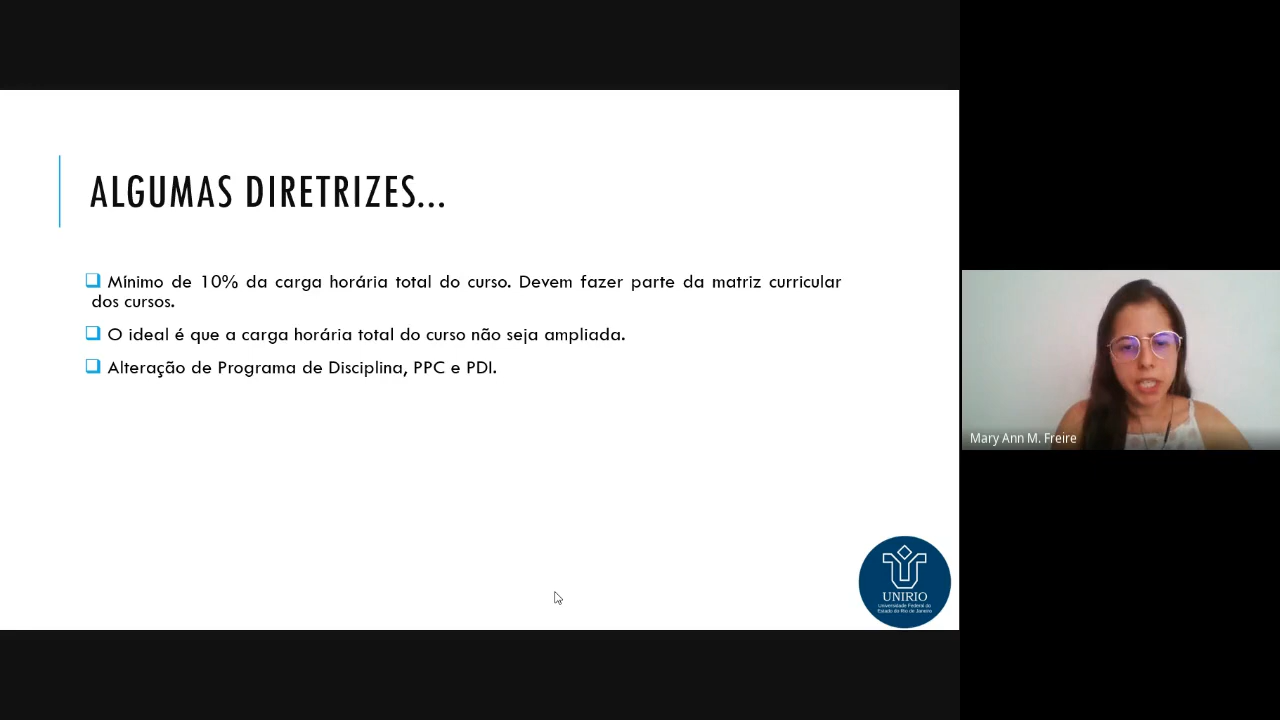 ALGUMAS DIRETRIZES...
Mínimo de 10% da carga horária total do curso. Devem fazer parte da matriz curricular
dos cursos.
O ideal é que a carga horária total do curso não seja ampliada.
Alteração de Programa de Disciplina, PPC e PDI.
Mary Ann M. Freire
UNIRIO
Universidade Federal do
Estado do Rio de Janeiro